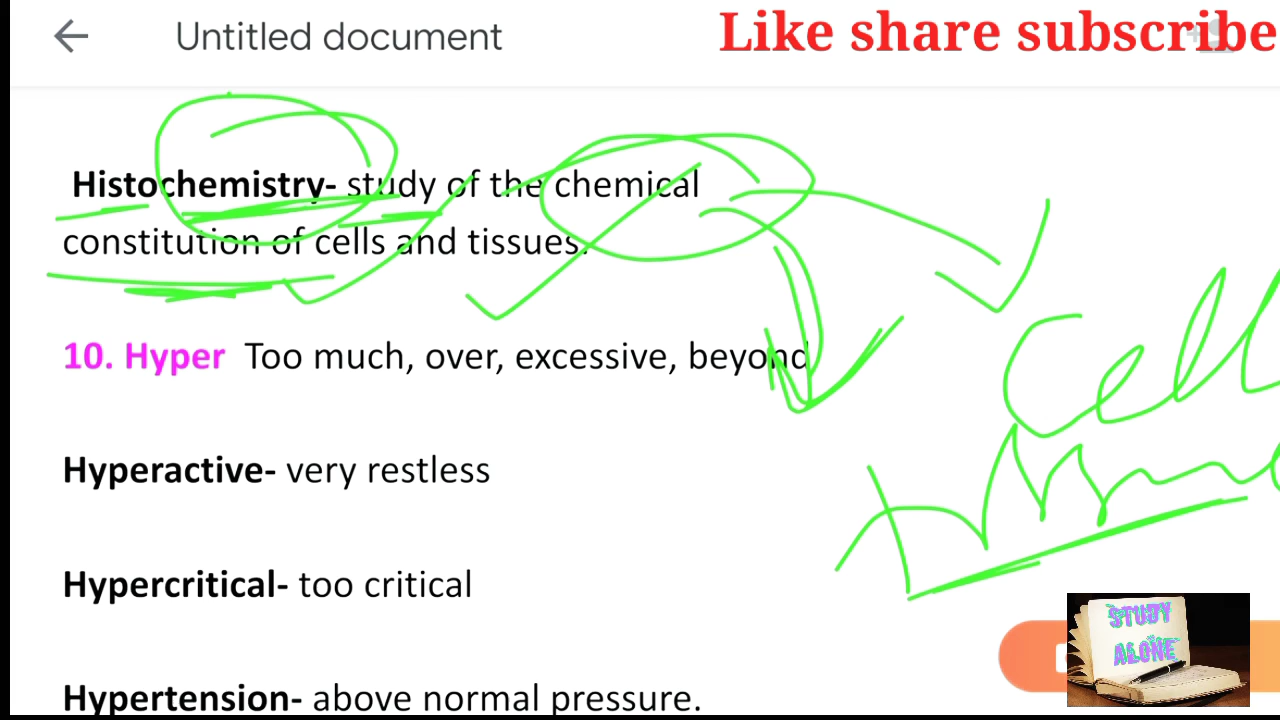 Untitled document
Like share subscribe
Histochemistry- study of the chemical
constitution of cells and tissues.
10. Hyper Too much, over, excessive, beyond
Hyperactive- very restless
Hypercritical- too critical
Hypertension- above normal pressure.
Cell
STUDY
ALONE